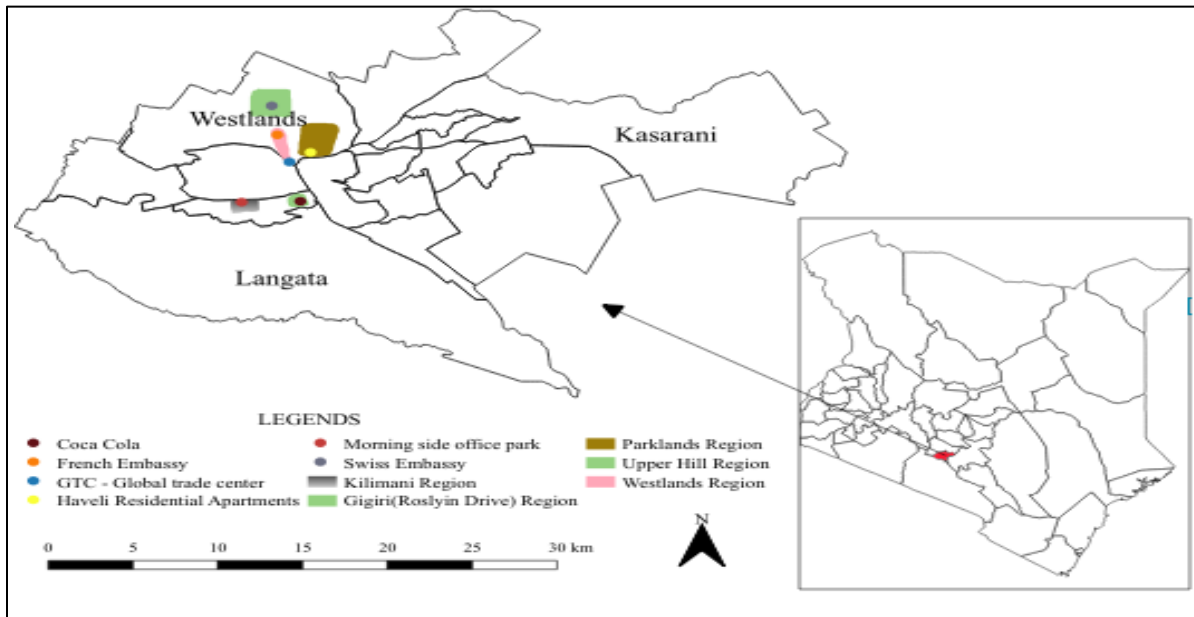 Westlands
Kasarani
Langata
LEGENDS
Coca Cola
French Embassy
GTC - Global trade center
Haveli Residential Apartments
Morning side office park
Swiss Embassy
Kilimani Region
Gigiri(Roslyin Drive) Region
Parklands Region
Upper Hill Region
Westlands Region
0 5 10 15 20 25 30 km
N